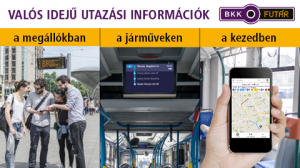 VALÓS IDEJŰ UTAZÁSI INFORMÁCIÓK
BKK FUTÁR
a megállókban
a járműveken
a kezedben